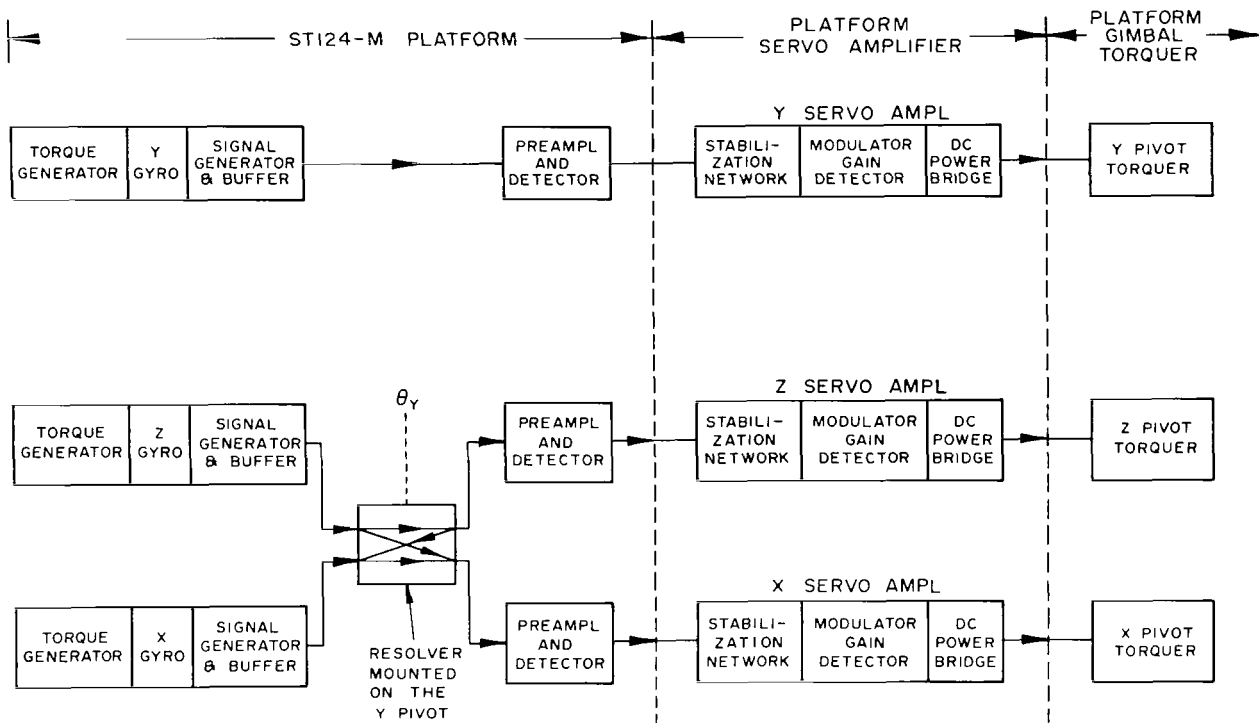 ST124-M PLATFORM
PLATFORM
SERVO AMPLIFIER
PLATFORM
GIMBAL
TORQUER
Y SERVO AMPL
TORQUE
GENERATOR
Y
GYRO
SIGNAL
GENERATOR
& BUFFER
PREAMPL
AND
DETECTOR
STABILI-
ZATION
NETWORK
MODULATOR
GAIN
DETECTOR
DC
POWER
BRIDGE
Y PIVOT
TORQUER
θY
Z SERVO AMPL
TORQUE
GENERATOR
Z
GYRO
SIGNAL
GENERATOR
& BUFFER
PREAMPL
AND
DETECTOR
STABILI-
ZATION
NETWORK
MODULATOR
GAIN
DETECTOR
DC
POWER
BRIDGE
Z PIVOT
TORQUER
X SERVO AMPL
TORQUE
GENERATOR
X
GYRO
SIGNAL
GENERATOR
& BUFFER
RESOLVER
MOUNTED
ON THE
Y PIVOT
PREAMPL
AND
DETECTOR
STABILI-
ZATION
NETWORK
MODULATOR
GAIN
DETECTOR
DC
POWER
BRIDGE
X PIVOT
TORQUER